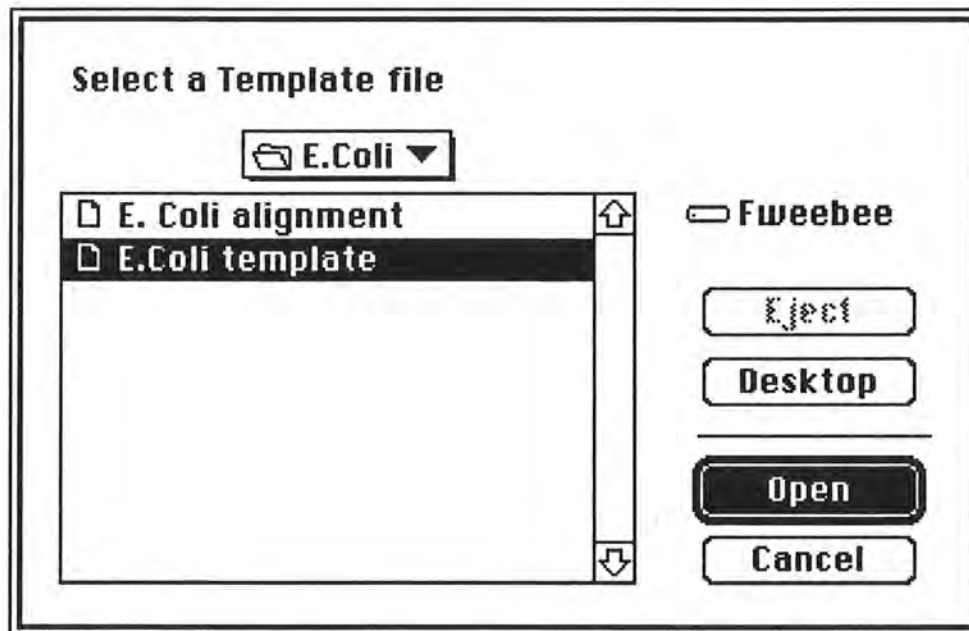 Select a Template file
E.Coli
E. Coli alignment
E.Coli template
Fweebee
Eject
Desktop
Open
Cancel